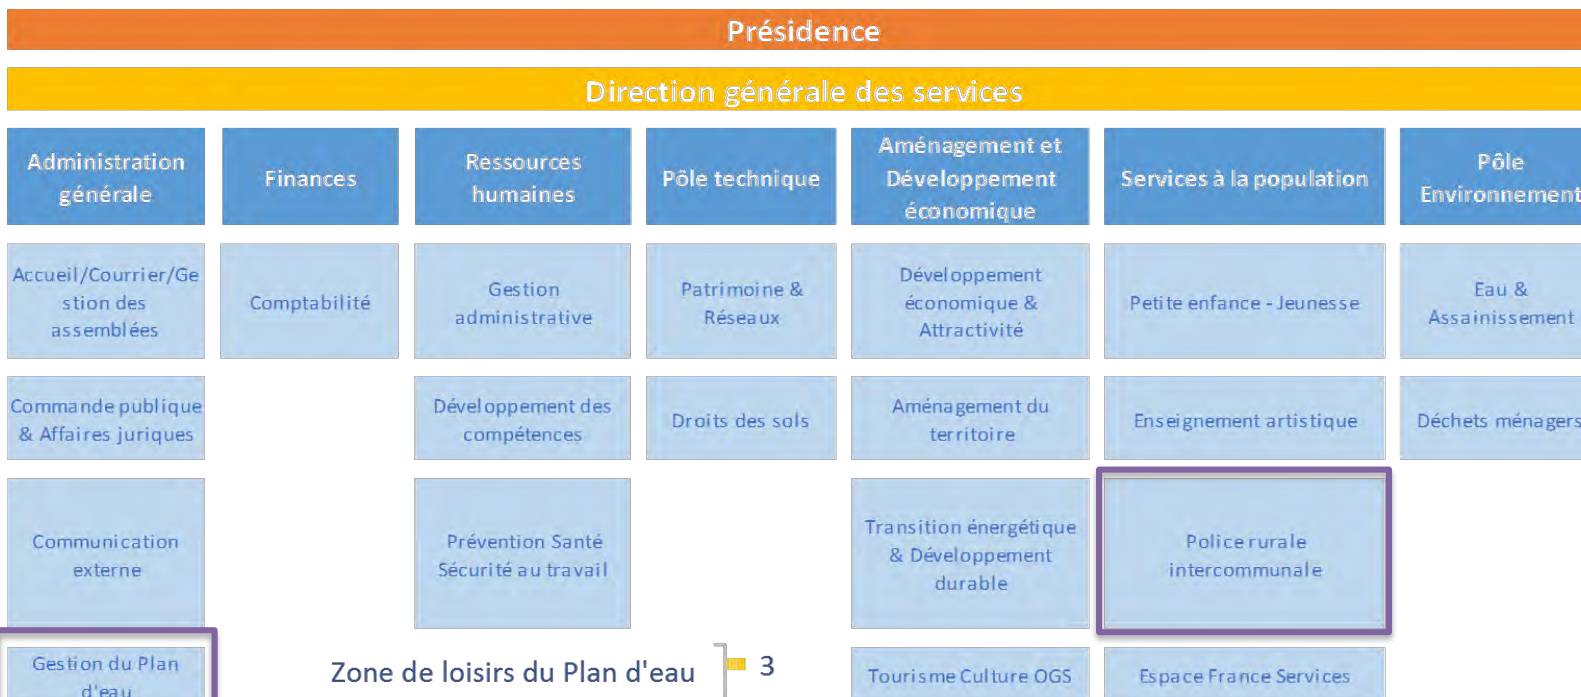 Présidence
Direction générale des services
Administration
générale
Finances
Ressources
humaines
Pôle technique
Aménagement et
Développement
économique
Services à la population
Pôle
Environnement
Accueil/Courrier/Ge
stion des
assemblées
Comptabilité
Gestion
administrative
Patrimoine &
Réseaux
Développement
économique &
Attractivité
Petite enfance - Jeunesse
Eau &
Assainissement
Commande publique
& Affaires juriques
Développement des
compétences
Droits des sols
Aménagement du
territoire
Enseignement artistique
Déchets ménagers
Communication
externe
Prévention Santé
Sécurité au travail
Transition énergétique
& Développement
durable
Police rurale
intercommunale
Gestion du Plan
d'eau
Zone de loisirs du Plan d'eau
3
Tourisme Culture OGS
Espace France Services